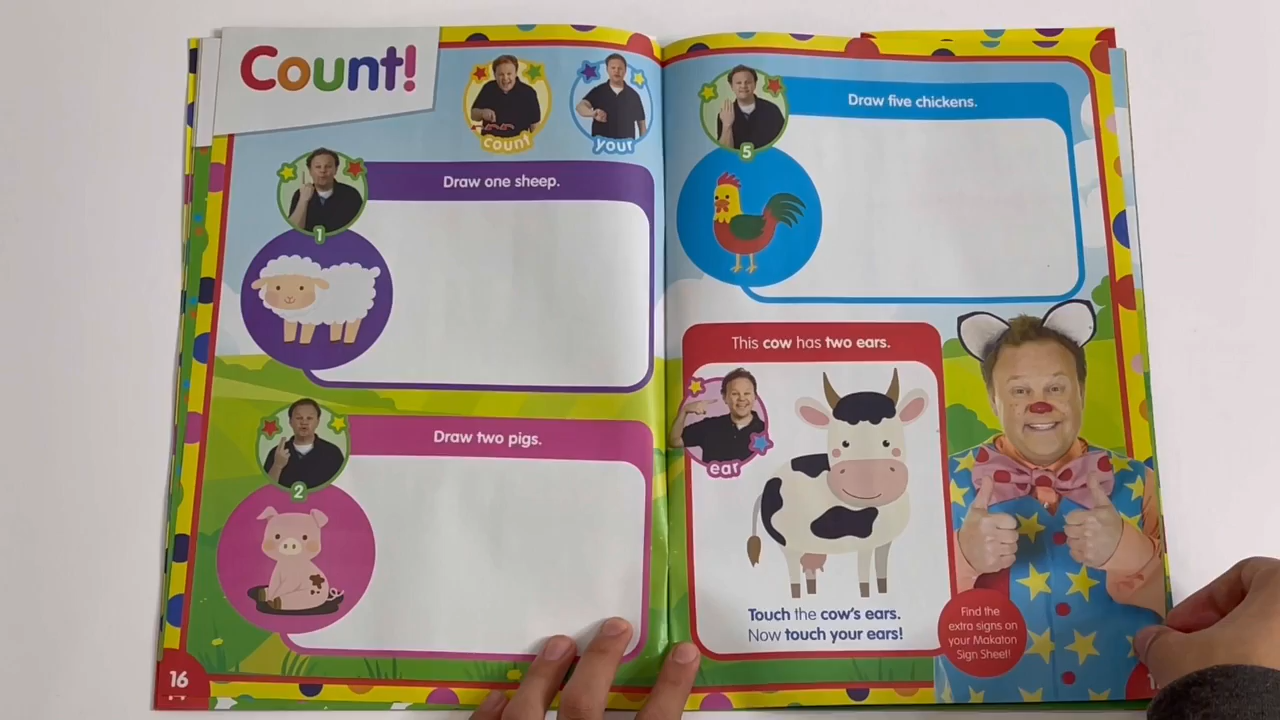 Count!
count
your
1
Draw one sheep.
2
Draw two pigs.
16
5
Draw five chickens.
This cow has two ears.
ear
Touch the cow's ears.
Now touch your ears!
Find the
extra signs on
your Makaton
Sign Sheet!